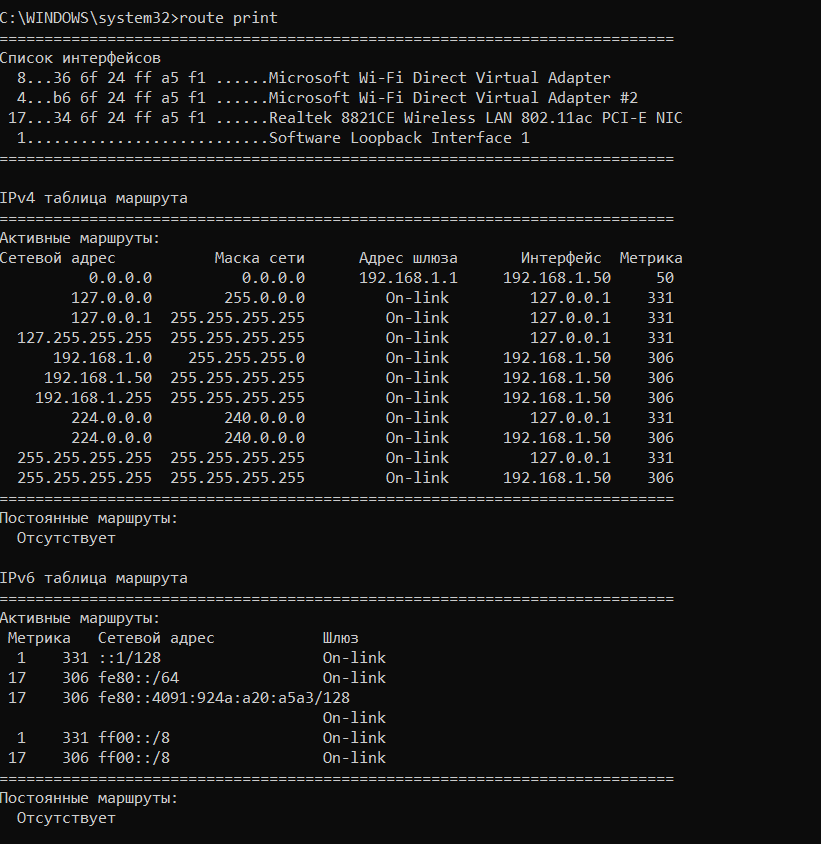 C:\WINDOWS\system32>route print
===========================================================================
Список интерфейсов
  8...36 6f 24 ff a5 f1 ......Microsoft Wi-Fi Direct Virtual Adapter
  4...b6 6f 24 ff a5 f1 ......Microsoft Wi-Fi Direct Virtual Adapter #2
 17...34 6f 24 ff a5 f1 ......Realtek 8821CE Wireless LAN 802.11ac PCI-E NIC
  1...........................Software Loopback Interface 1
===========================================================================

IPv4 таблица маршрута
===========================================================================
Активные маршруты:
Сетевой адрес           Маска сети      Адрес шлюза       Интерфейс  Метрика
          0.0.0.0          0.0.0.0      192.168.1.1     192.168.1.50     50
        127.0.0.0        255.0.0.0         On-link         127.0.0.1    331
        127.0.0.1  255.255.255.255         On-link         127.0.0.1    331
  127.255.255.255  255.255.255.255         On-link         127.0.0.1    331
      192.168.1.0    255.255.255.0         On-link      192.168.1.50    306
     192.168.1.50  255.255.255.255         On-link      192.168.1.50    306
    192.168.1.255  255.255.255.255         On-link      192.168.1.50    306
        224.0.0.0        240.0.0.0         On-link         127.0.0.1    331
        224.0.0.0        240.0.0.0         On-link      192.168.1.50    306
  255.255.255.255  255.255.255.255         On-link         127.0.0.1    331
  255.255.255.255  255.255.255.255         On-link      192.168.1.50    306
===========================================================================
Постоянные маршруты:
  Отсутствует

IPv6 таблица маршрута
===========================================================================
Активные маршруты:
 Метрика   Сетевой адрес            Шлюз
  1    331 ::1/128                  On-link
 17    306 fe80::/64                On-link
 17    306 fe80::4091:924a:a20:a5a3/128
                                    On-link
  1    331 ff00::/8                 On-link
 17    306 ff00::/8                 On-link
===========================================================================
Постоянные маршруты:
  Отсутствует